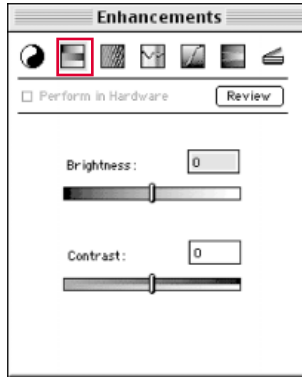 Enhancements
Perform in Hardware
Review
Brightness:
0
Contrast:
0